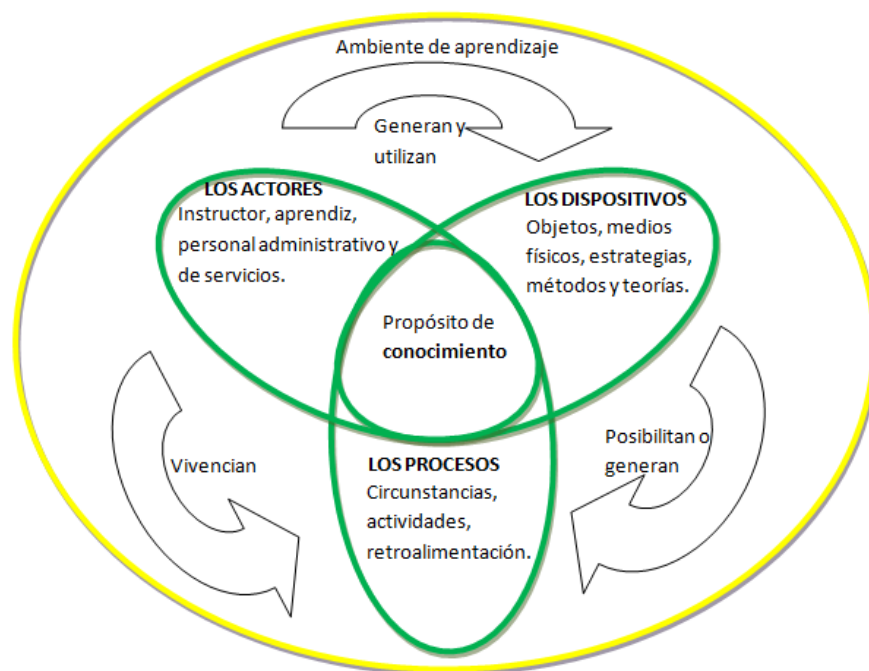 Ambiente de aprendizaje
Generan y
utilizan
LOS ACTORES
Instructor, aprendiz,
personal administrativo y
de servicios.
LOS DISPOSITIVOS
Objetos, medios
físicos, estrategias,
métodos y teorías.
Propósito de
conocimiento
Vivencian
LOS PROCESOS
Circunstancias,
actividades,
retroalimentación.
Posibilitan o
generan